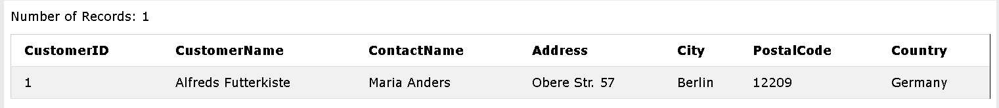 Number of Records: 1
CustomerID CustomerName ContactName Address City PostalCode Country
1 Alfreds Futterkiste Maria Anders Obere Str. 57 Berlin 12209 Germany